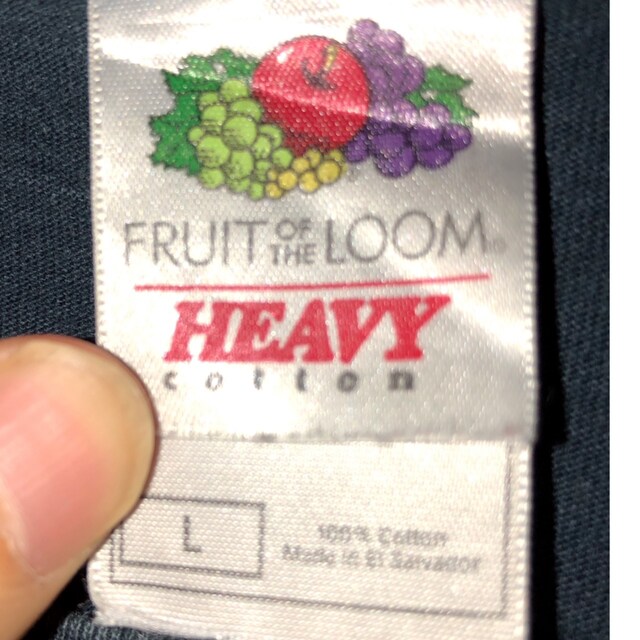 FRUIT OF THE LOOM®
HEAVY
cotton
L
100% Cotton
Made in El Salvador